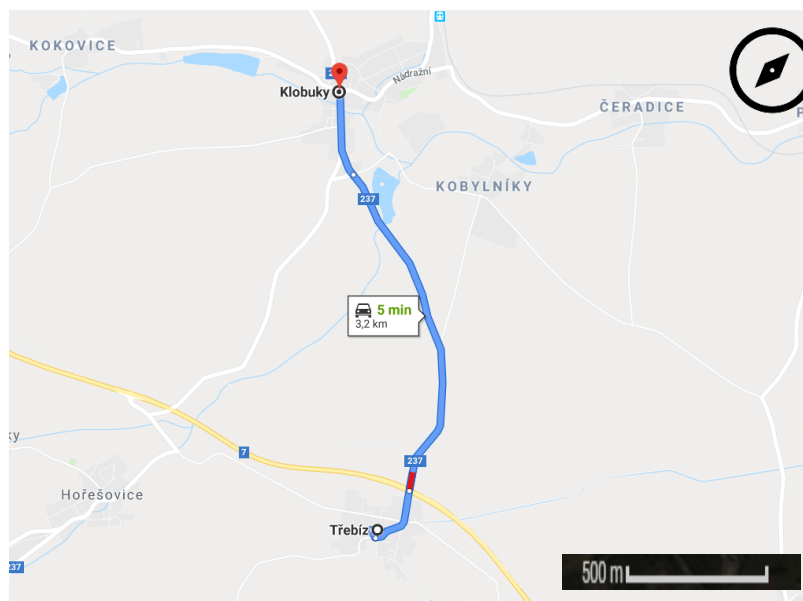 KOKOVICE
Nádražní
Klobuky
ČERADICE
KOBYLNÍKY
237
5 min
3,2 km
7
237
Hořešovice
Třebíz
237
500 m